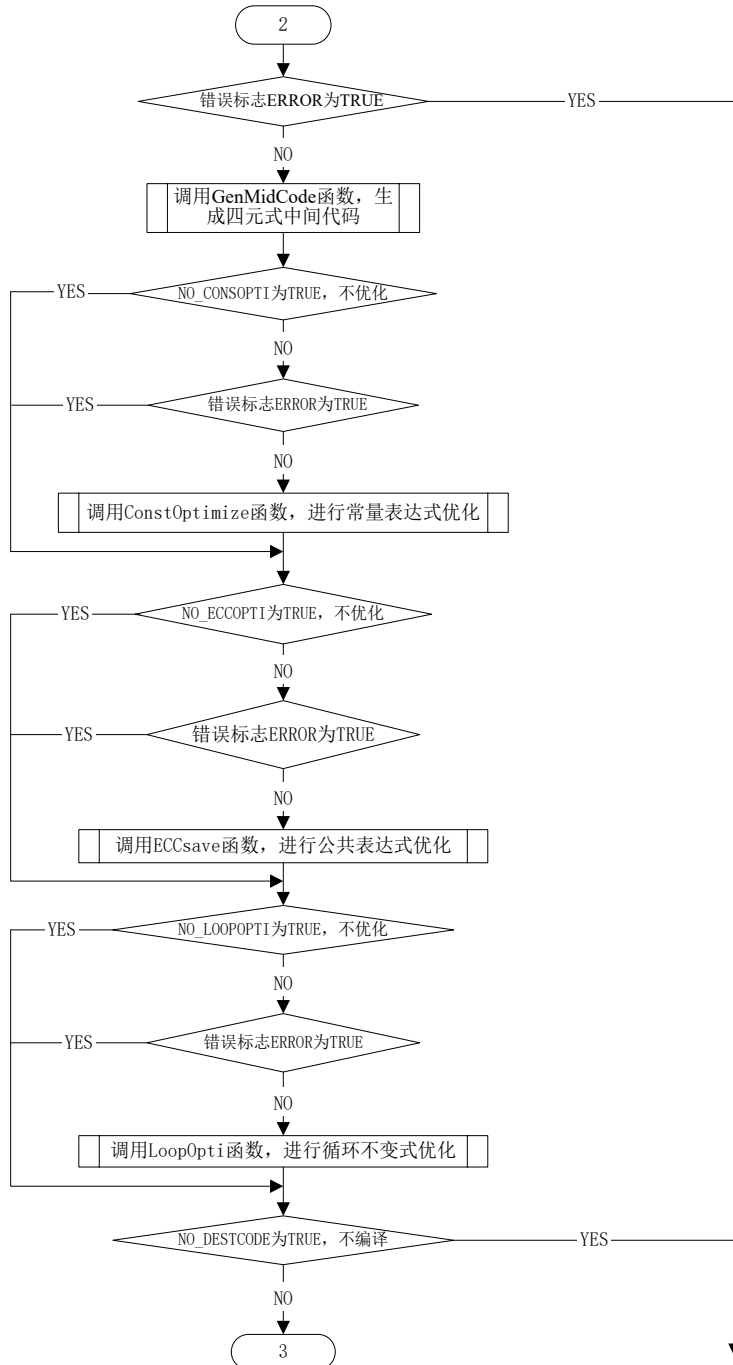 2
错误标志ERROR为TRUE
YES
NO
调用GenMidCode函数，生
成四元式中间代码
YES
NO_CONSOPTI为TRUE，不优化
NO
YES
错误标志ERROR为TRUE
NO
调用ConstOptimize函数，进行常量表达式优化
YES
NO_ECCOPTI为TRUE，不优化
NO
YES
错误标志ERROR为TRUE
NO
调用ECCsave函数，进行公共表达式优化
YES
NO_LOOPOPTI为TRUE，不优化
NO
YES
错误标志ERROR为TRUE
NO
调用LoopOpti函数，进行循环不变式优化
NO_DESTCODE为TRUE，不编译
YES
NO
3